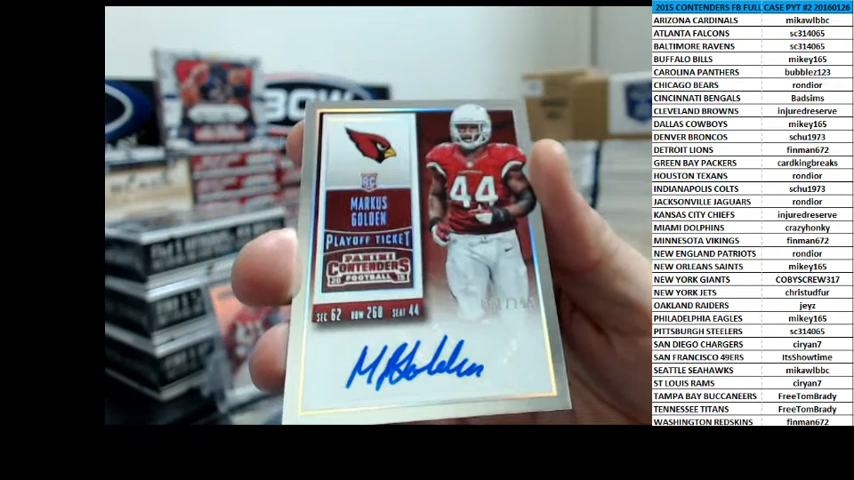 MARKUS
GOLDEN
PLAYOFF TICKET
PANINI
CONTENDERS
FOOTBALL
SEC 62 ROW 260 SEAT 44
44
2015 CONTENDERS FB FULL CASE PYT #2 20160126
ARIZONA CARDINALS mikawlbbc
ATLANTA FALCONS sc314065
BALTIMORE RAVENS sc314065
BUFFALO BILLS mikey165
CAROLINA PANTHERS bubblez123
CHICAGO BEARS rondior
CINCINNATI BENGALS Badsims
CLEVELAND BROWNS injuredreserve
DALLAS COWBOYS mikey165
DENVER BRONCOS schu1973
DETROIT LIONS finman672
GREEN BAY PACKERS cardkingbreaks
HOUSTON TEXANS rondior
INDIANAPOLIS COLTS schu1973
JACKSONVILLE JAGUARS rondior
KANSAS CITY CHIEFS injuredreserve
MIAMI DOLPHINS crazyhonky
MINNESOTA VIKINGS finman672
NEW ENGLAND PATRIOTS rondior
NEW ORLEANS SAINTS mikey165
NEW YORK GIANTS COBYSCREW317
NEW YORK JETS christudfur
OAKLAND RAIDERS jeyz
PHILADELPHIA EAGLES mikey165
PITTSBURGH STEELERS sc314065
SAN DIEGO CHARGERS ciryan7
SAN FRANCISCO 49ERS ItsShowtime
SEATTLE SEAHAWKS mikawlbbc
ST LOUIS RAMS ciryan7
TAMPA BAY BUCCANEERS FreeTomBrady
TENNESSEE TITANS FreeTomBrady
WASHINGTON REDSKINS finman672